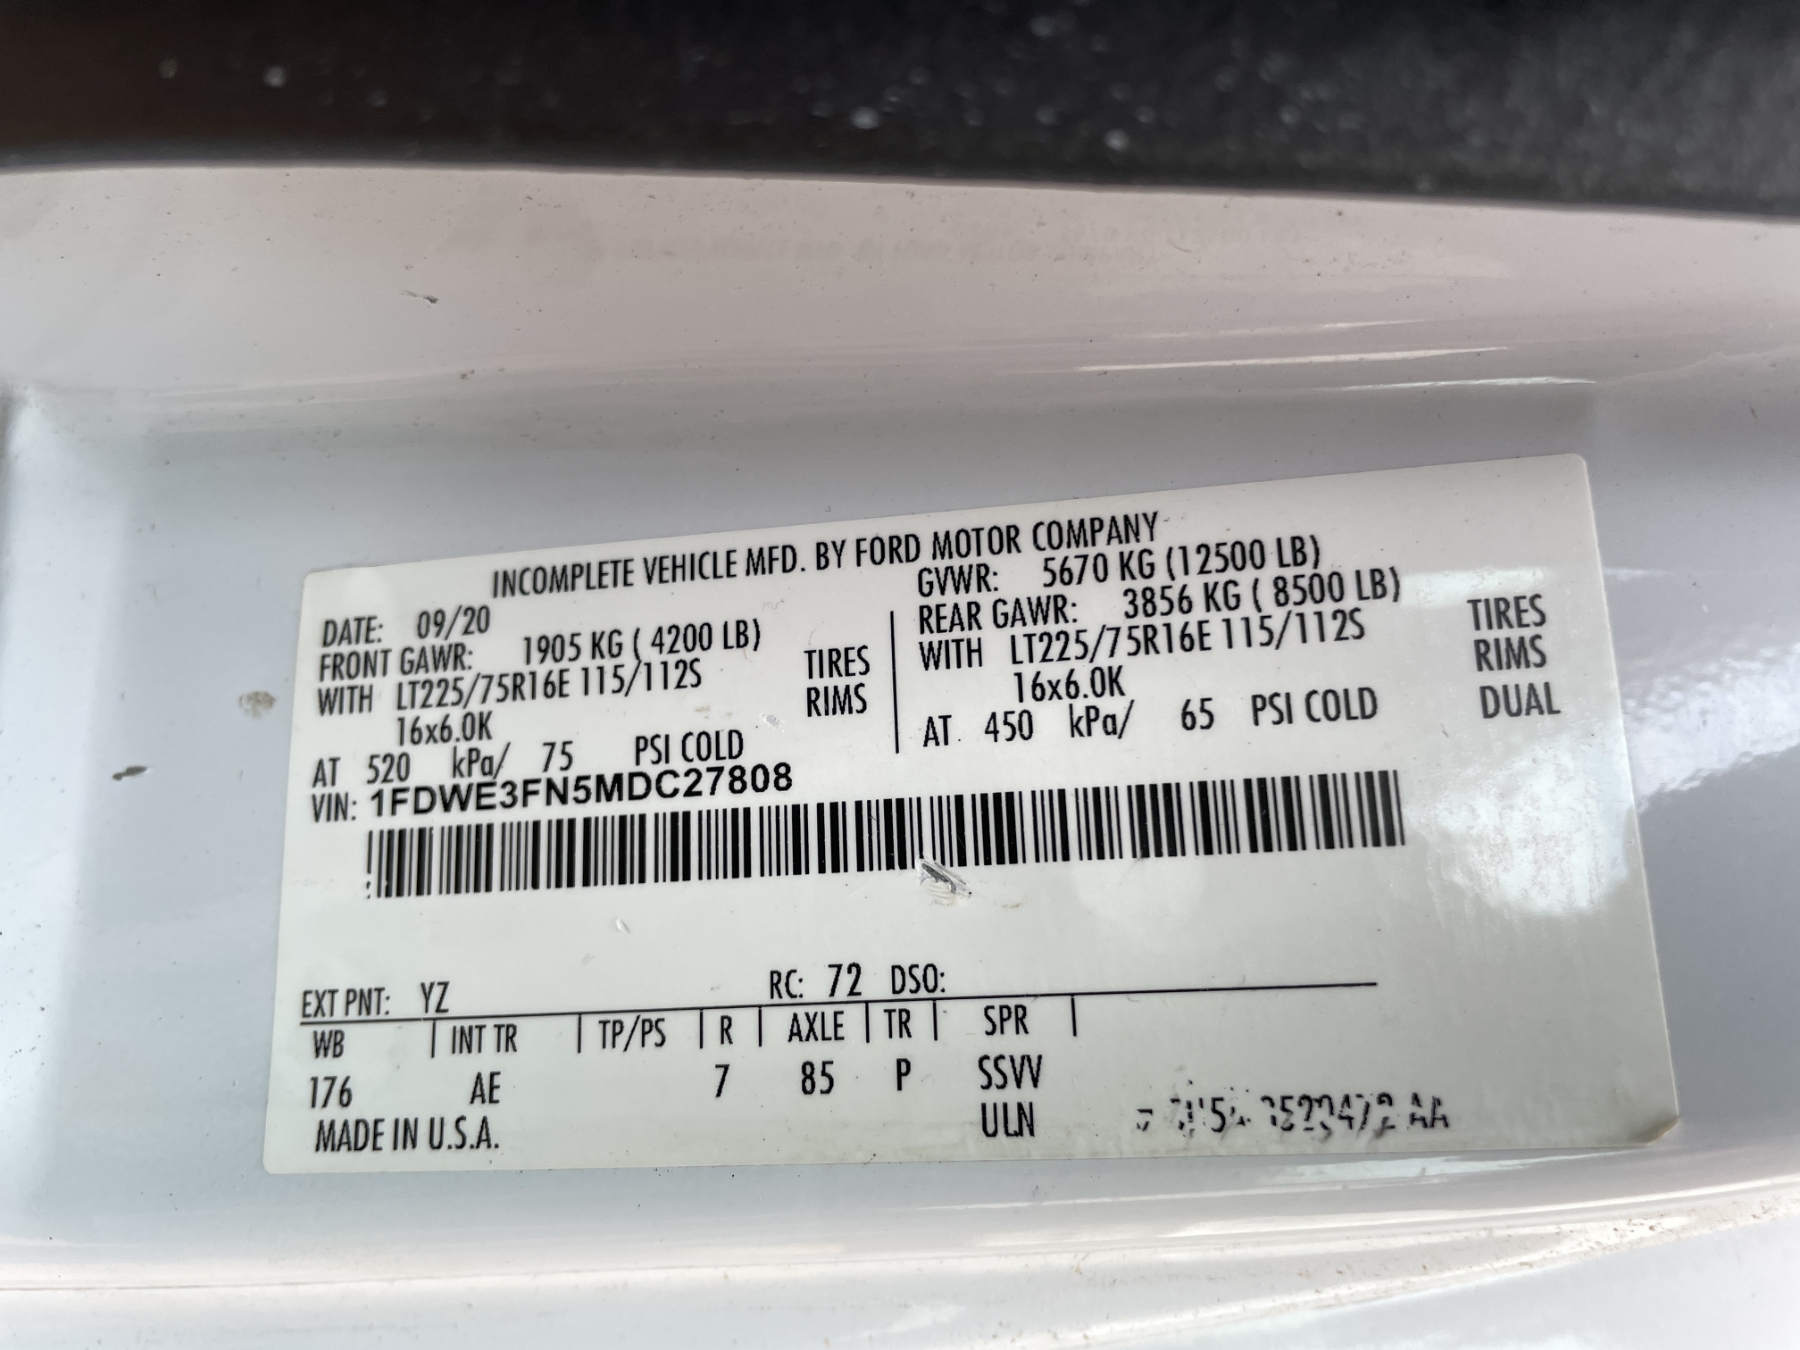 INCOMPLETE VEHICLE MFD. BY FORD MOTOR COMPANY
DATE: 09/20
GVWR: 5670 KG (12500 LB)
FRONT GAWR: 1905 KG ( 4200 LB)
REAR GAWR: 3856 KG ( 8500 LB)
WITH LT225/75R16E 115/112S TIRES
WITH LT225/75R16E 115/112S TIRES
16x6.0K RIMS
16x6.0K RIMS
AT 520 kPa/ 75 PSI COLD
AT 450 kPa/ 65 PSI COLD DUAL
VIN: 1FDWE3FN5MDC27808
EXT PNT: YZ RC: 72 DSO:
WB | INT TR | TP/PS | R | AXLE | TR | SPR |
176 AE 7 85 P SSVV
MADE IN U.S.A. ULN